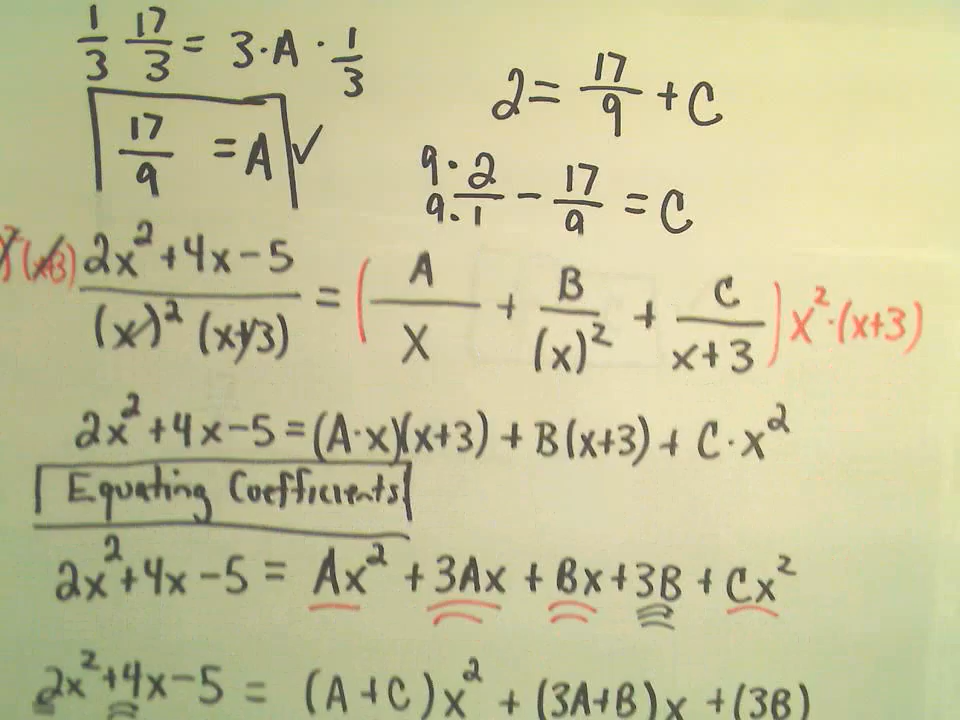 1/3 17/3 = 3·A·1/3
17/9 = A ✓
2 = 17/9 + C
9·2/9·1 − 17/9 = C
x²(x+3) 2x²+4x−5/(x)²(x+3) = (A/x + B/(x)² + C/x+3) x²·(x+3)
2x²+4x−5 = (A·x)(x+3) + B(x+3) + C·x²
Equating Coefficients
2x²+4x−5 = Ax² + 3Ax + Bx + 3B + Cx²
2x²+4x−5 = (A+C)x² + (3A+B)x + (3B)